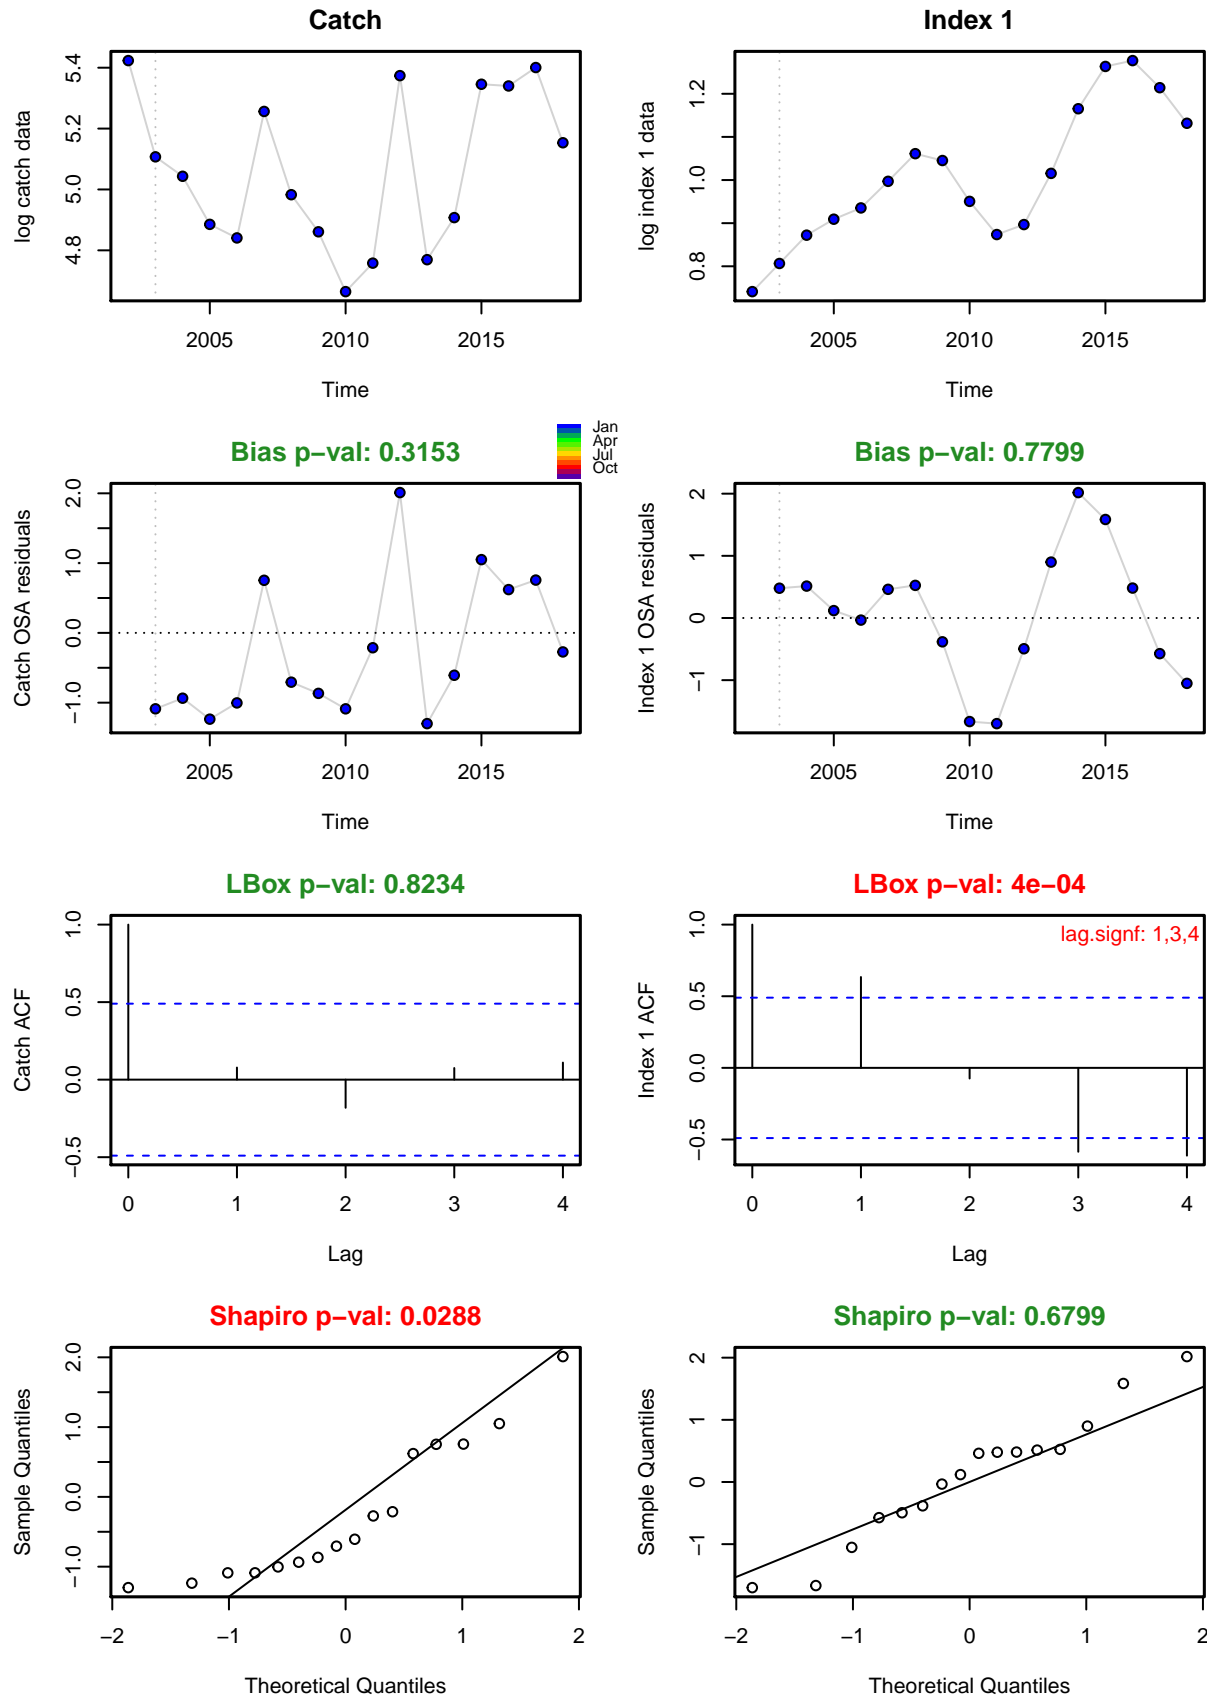 Catch
log catch data
4.8 5.0 5.2 5.4
2005 2010 2015
Time
Index 1
log index 1 data
0.8 1.0 1.2
2005 2010 2015
Time
Bias p−val: 0.3153
Jan
Apr
Jul
Oct
Catch OSA residuals
−1.0 0.0 1.0 2.0
2005 2010 2015
Time
Bias p−val: 0.7799
Index 1 OSA residuals
−1 0 1 2
2005 2010 2015
Time
LBox p−val: 0.8234
Catch ACF
−0.5 0.0 0.5 1.0
0 1 2 3 4
Lag
LBox p−val: 4e−04
lag.signf: 1,3,4
Index 1 ACF
−0.5 0.0 0.5 1.0
0 1 2 3 4
Lag
Shapiro p−val: 0.0288
Sample Quantiles
−1.0 0.0 1.0 2.0
−2 −1 0 1 2
Theoretical Quantiles
Shapiro p−val: 0.6799
Sample Quantiles
−1 0 1 2
−2 −1 0 1 2
Theoretical Quantiles